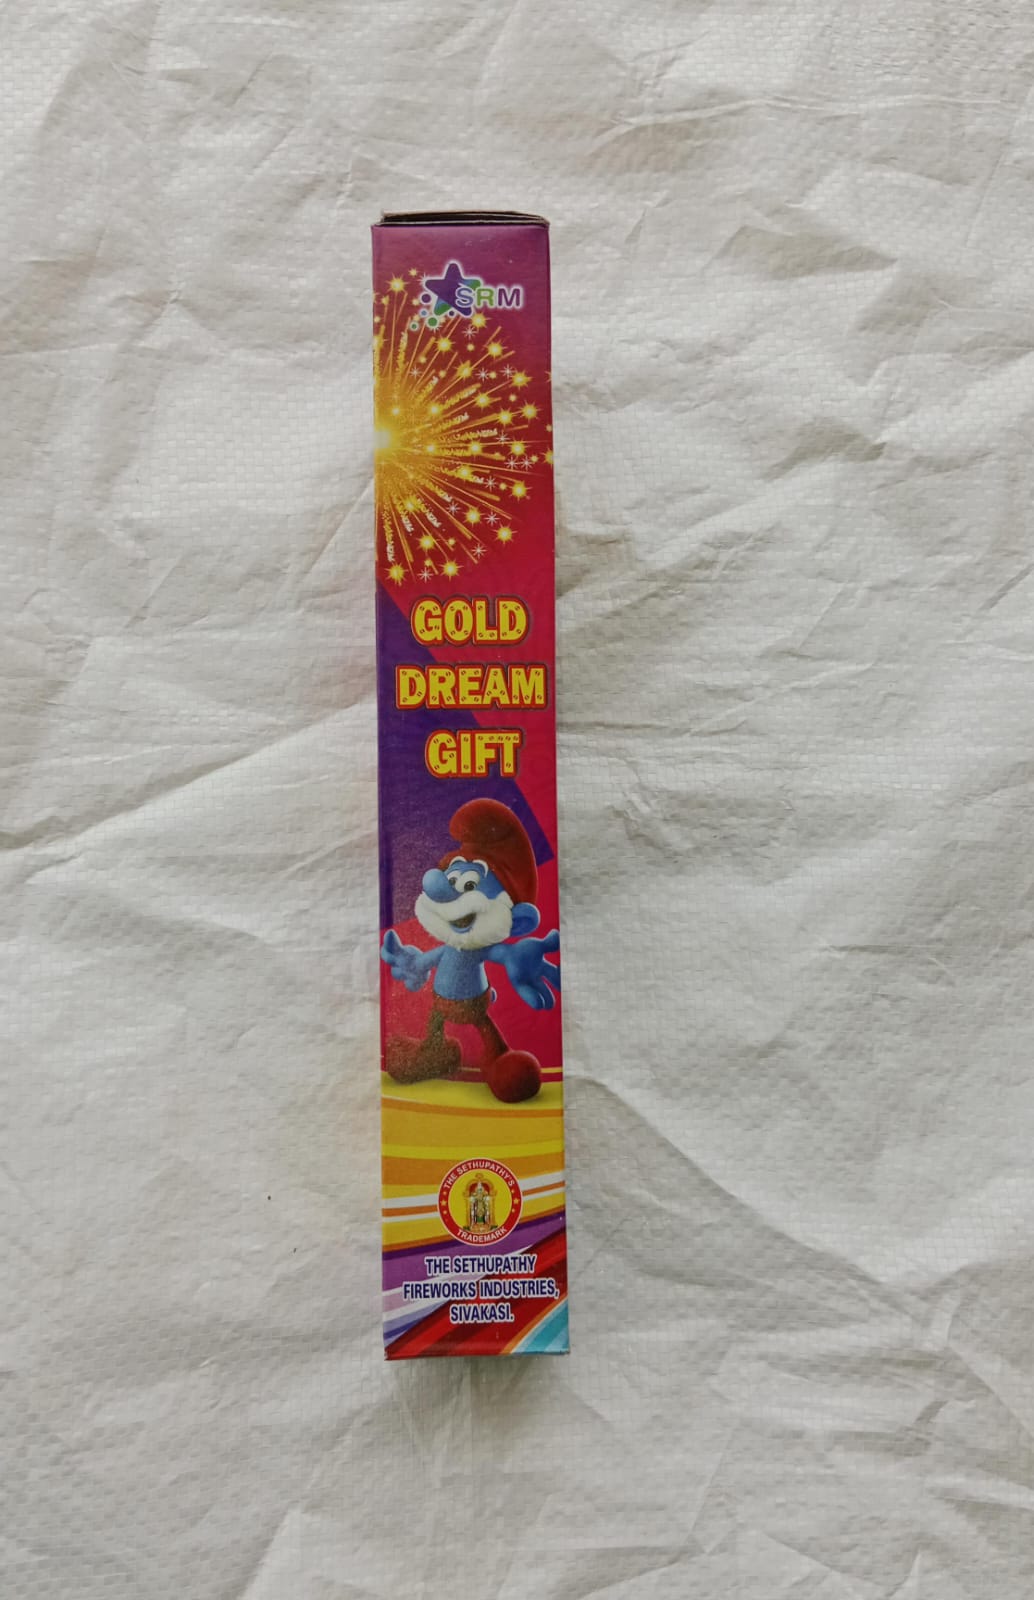 SRM
GOLD
DREAM
GIFT
THE SETHUPATHY'S
TRADEMARK
THE SETHUPATHY
FIREWORKS INDUSTRIES,
SIVAKASI.